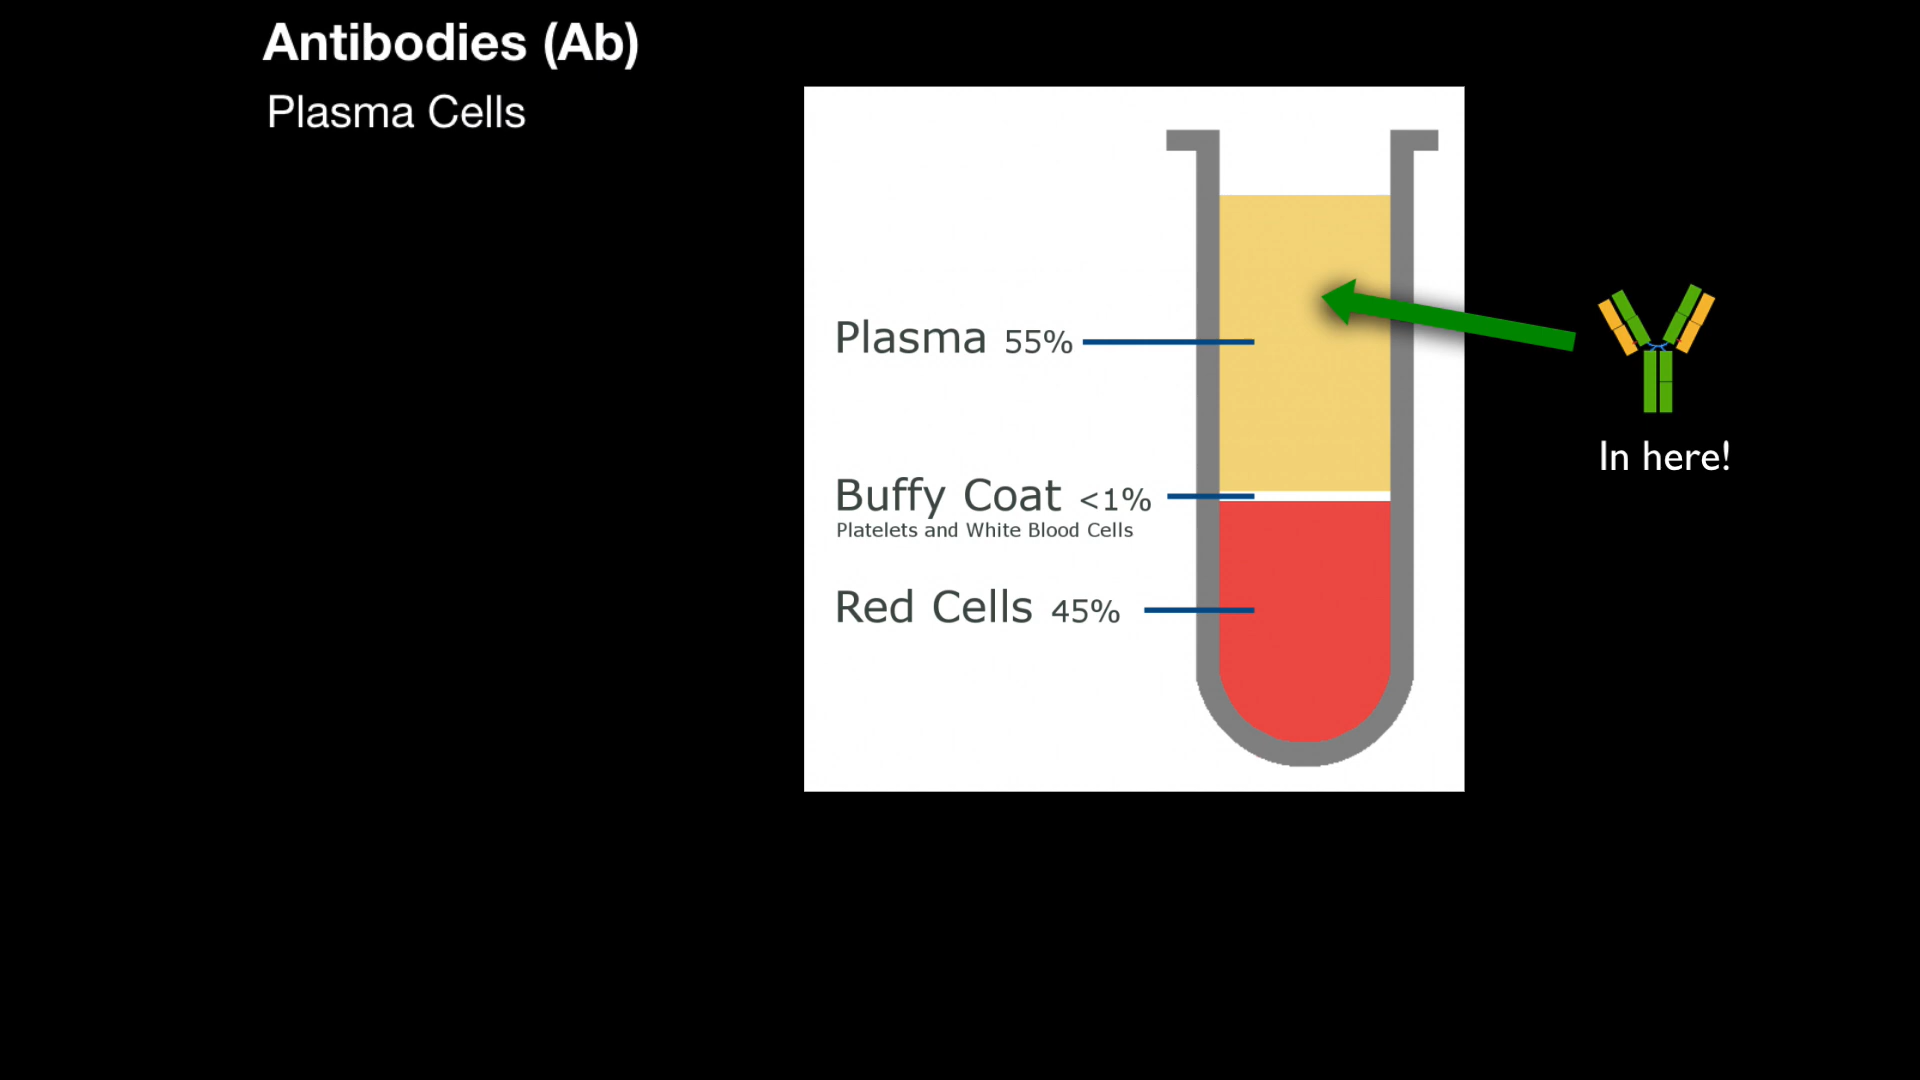 Antibodies (Ab)
Plasma Cells
Plasma 55%
Buffy Coat <1%
Platelets and White Blood Cells
Red Cells 45%
In here!